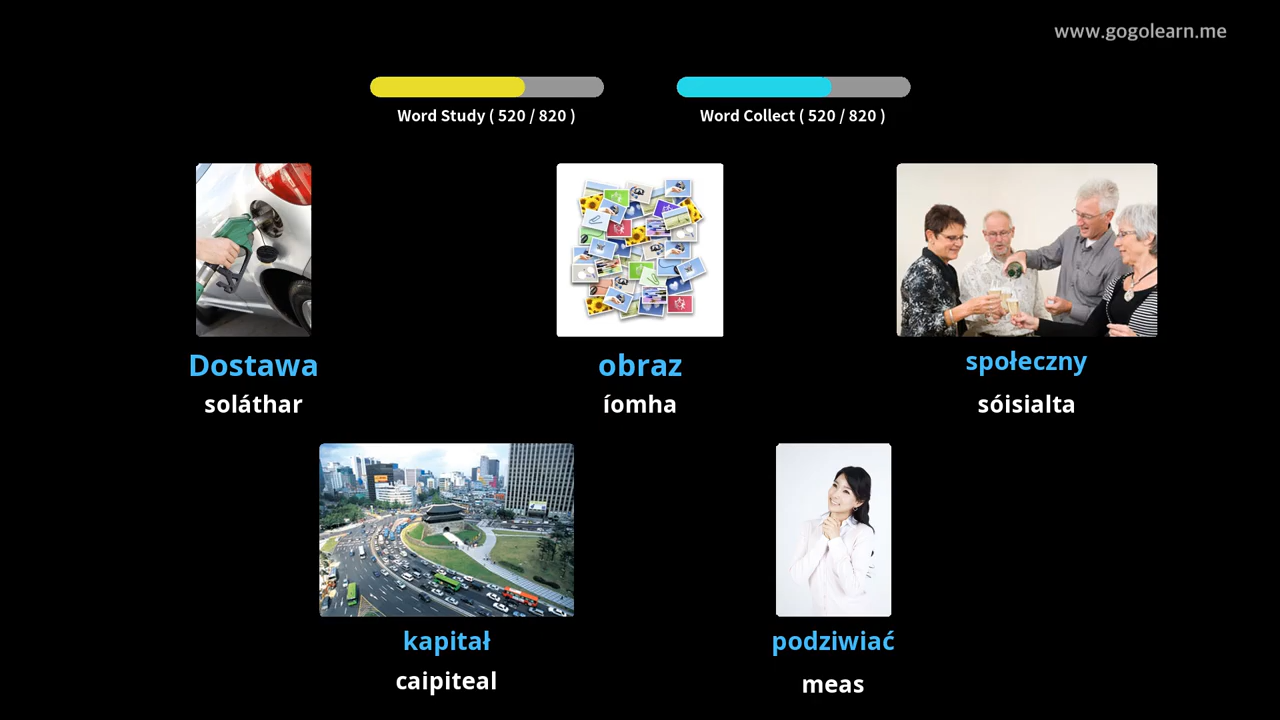 www.gogolearn.me
Word Study ( 520 / 820 )
Word Collect ( 520 / 820 )
Dostawa
soláthar
obraz
íomha
społeczny
sóisialta
kapitał
caipiteal
podziwiać
meas